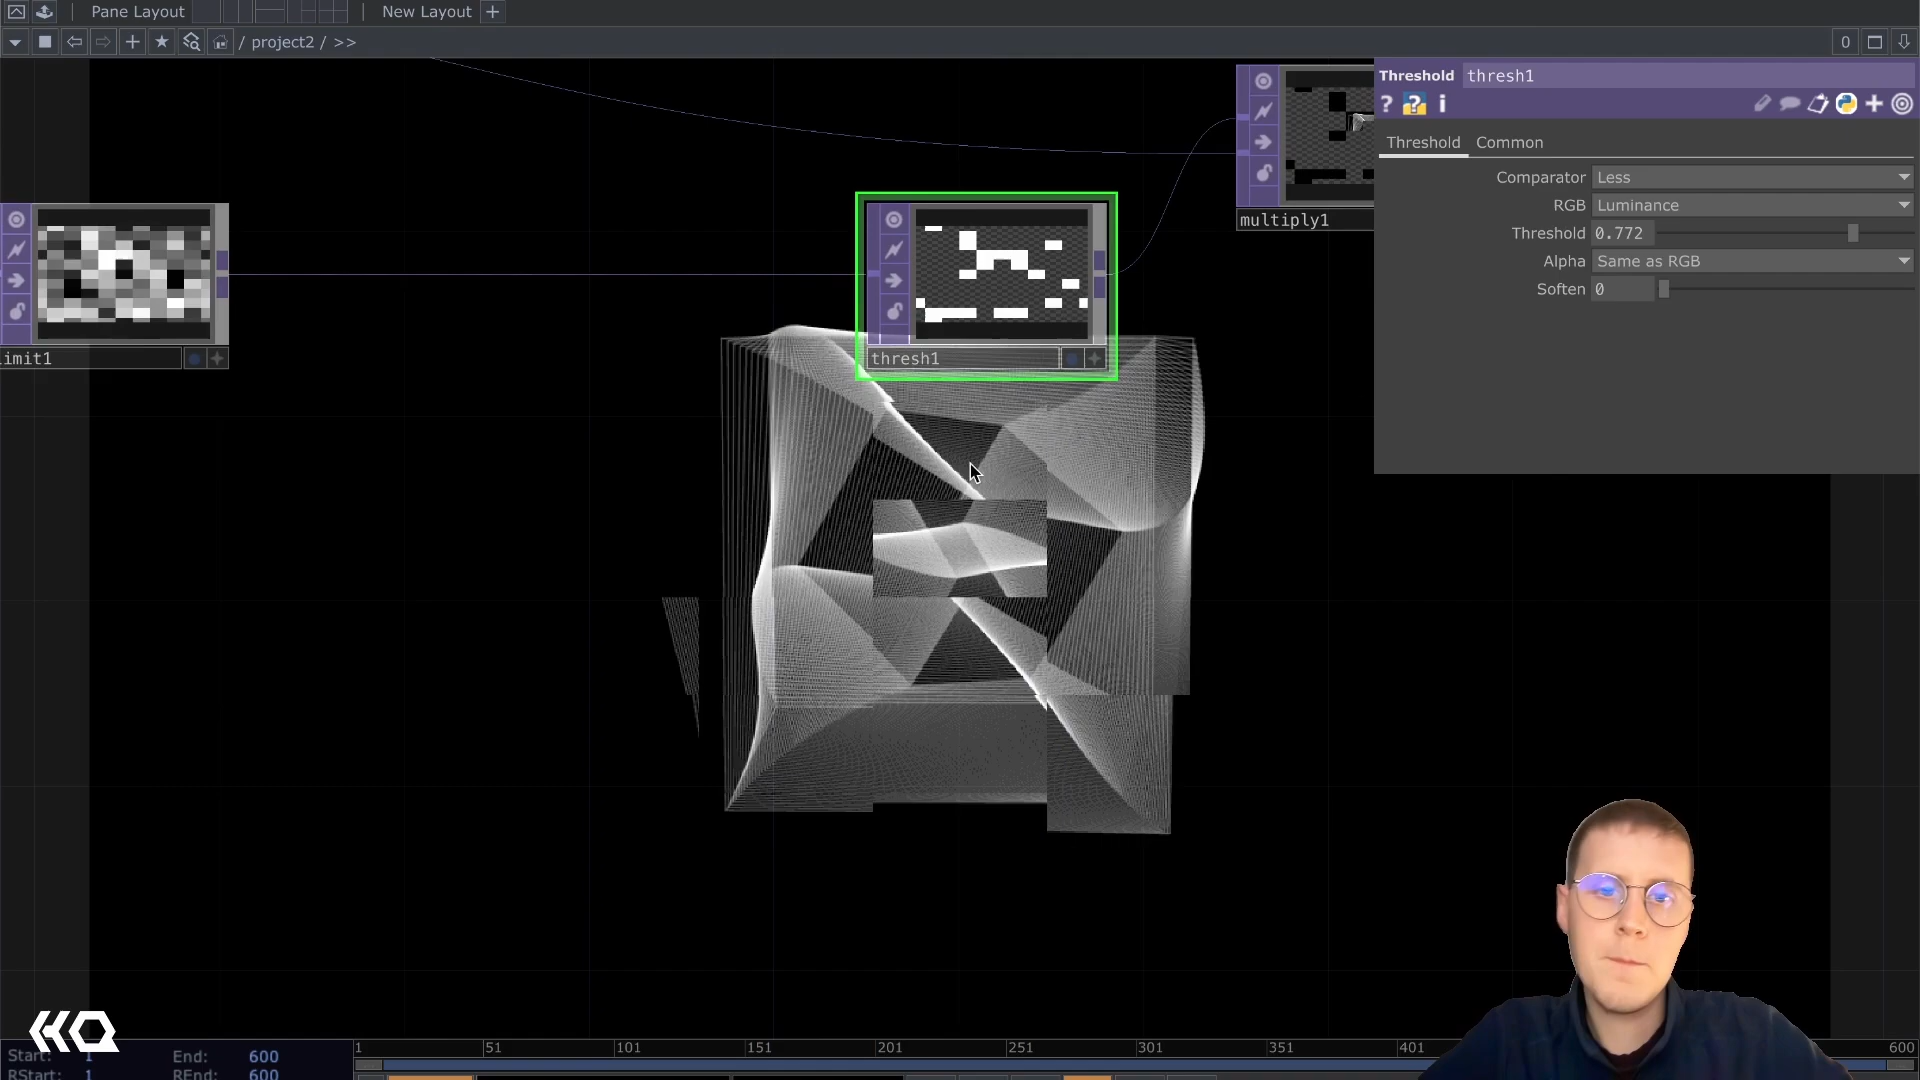 Pane Layout
New Layout
/ project2 / >>
0
Threshold thresh1
Threshold Common
Comparator Less
RGB Luminance
Threshold 0.772
Alpha Same as RGB
Soften 0
multiply1
imit1
thresh1
HQ
Start: 1 End: 600
RStart: 1 REnd: 600
1 51 101 151 201 251 301 351 401 600